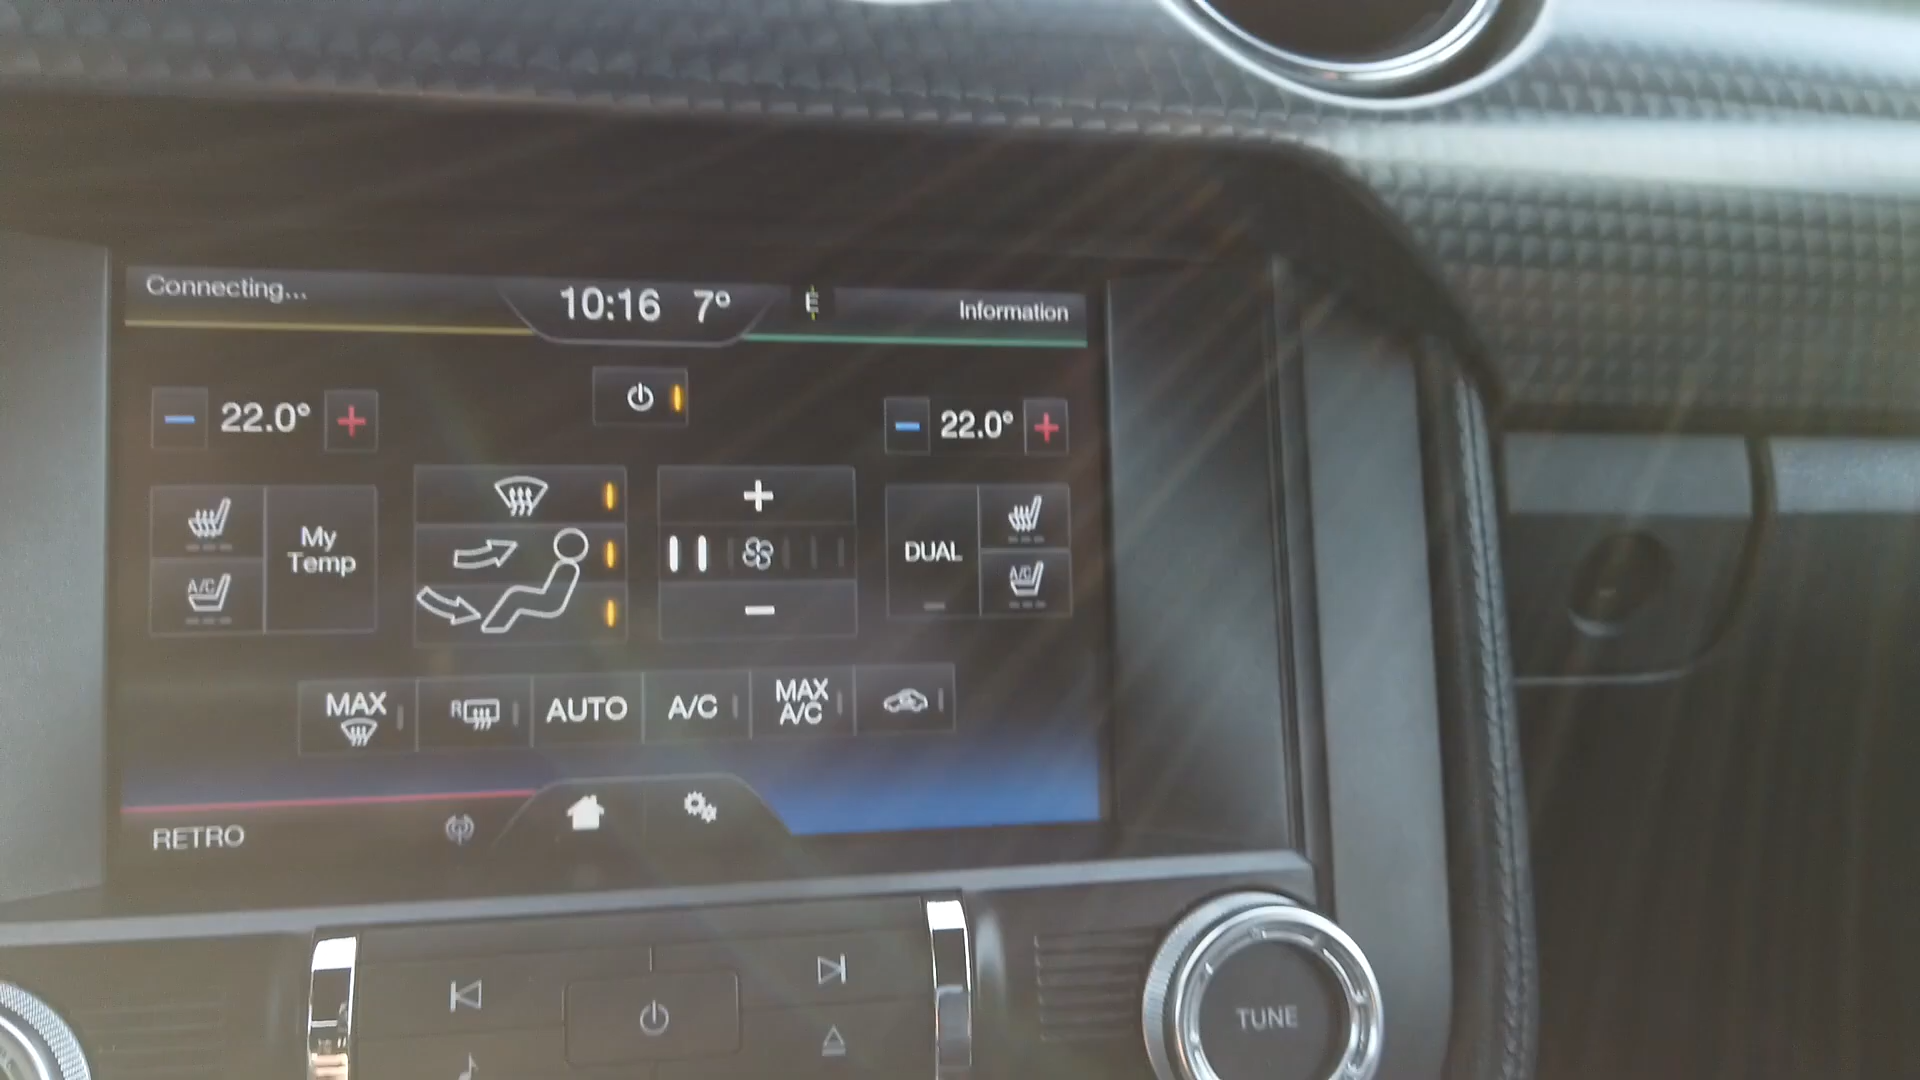 Connecting...
10:16 7° E
Information
22.0°
22.0°
My
Temp
A/C
DUAL
A/C
MAX
R
AUTO
A/C
MAX
A/C
RETRO
TUNE